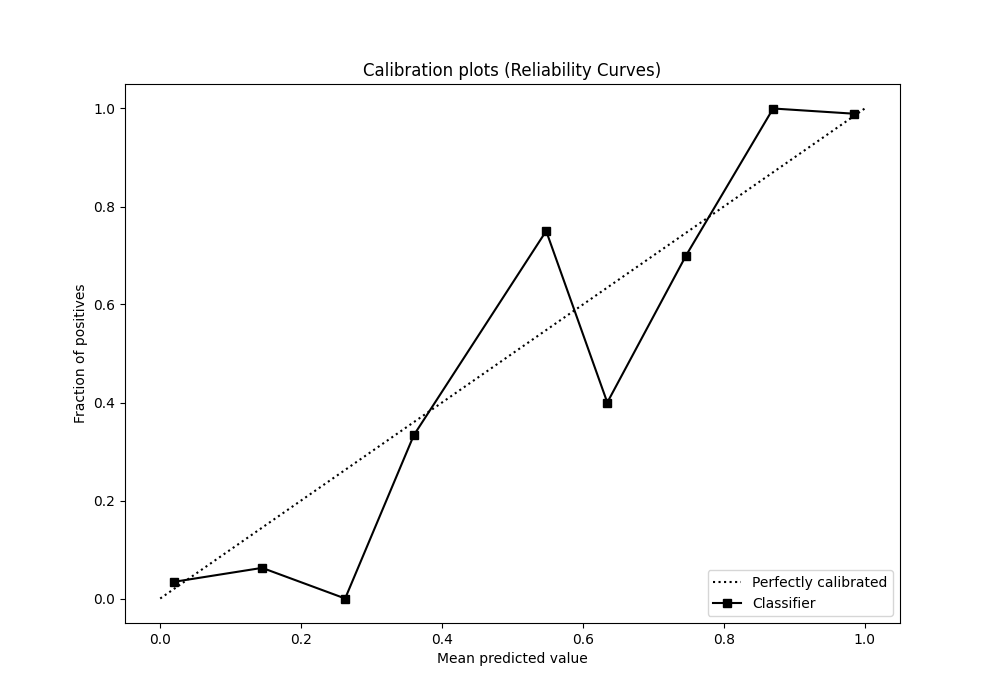 Calibration plots (Reliability Curves)
1.0
0.8
0.6
0.4
0.2
0.0
Fraction of positives
0.0 0.2 0.4 0.6 0.8 1.0
Mean predicted value
Perfectly calibrated
Classifier